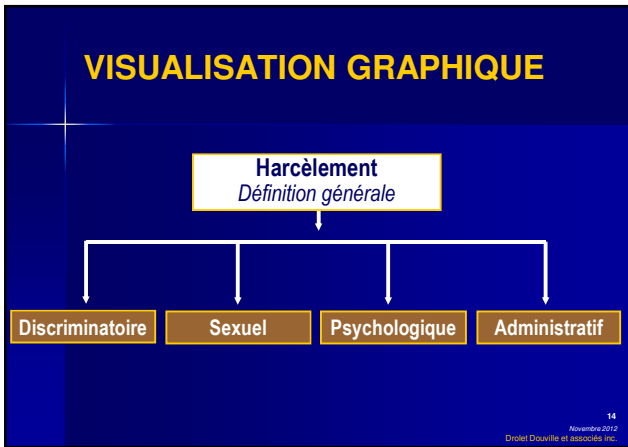 VISUALISATION GRAPHIQUE
Harcèlement
Définition générale
Discriminatoire
Sexuel
Psychologique
Administratif
14
Novembre 2012
Drolet Douville et associés inc.